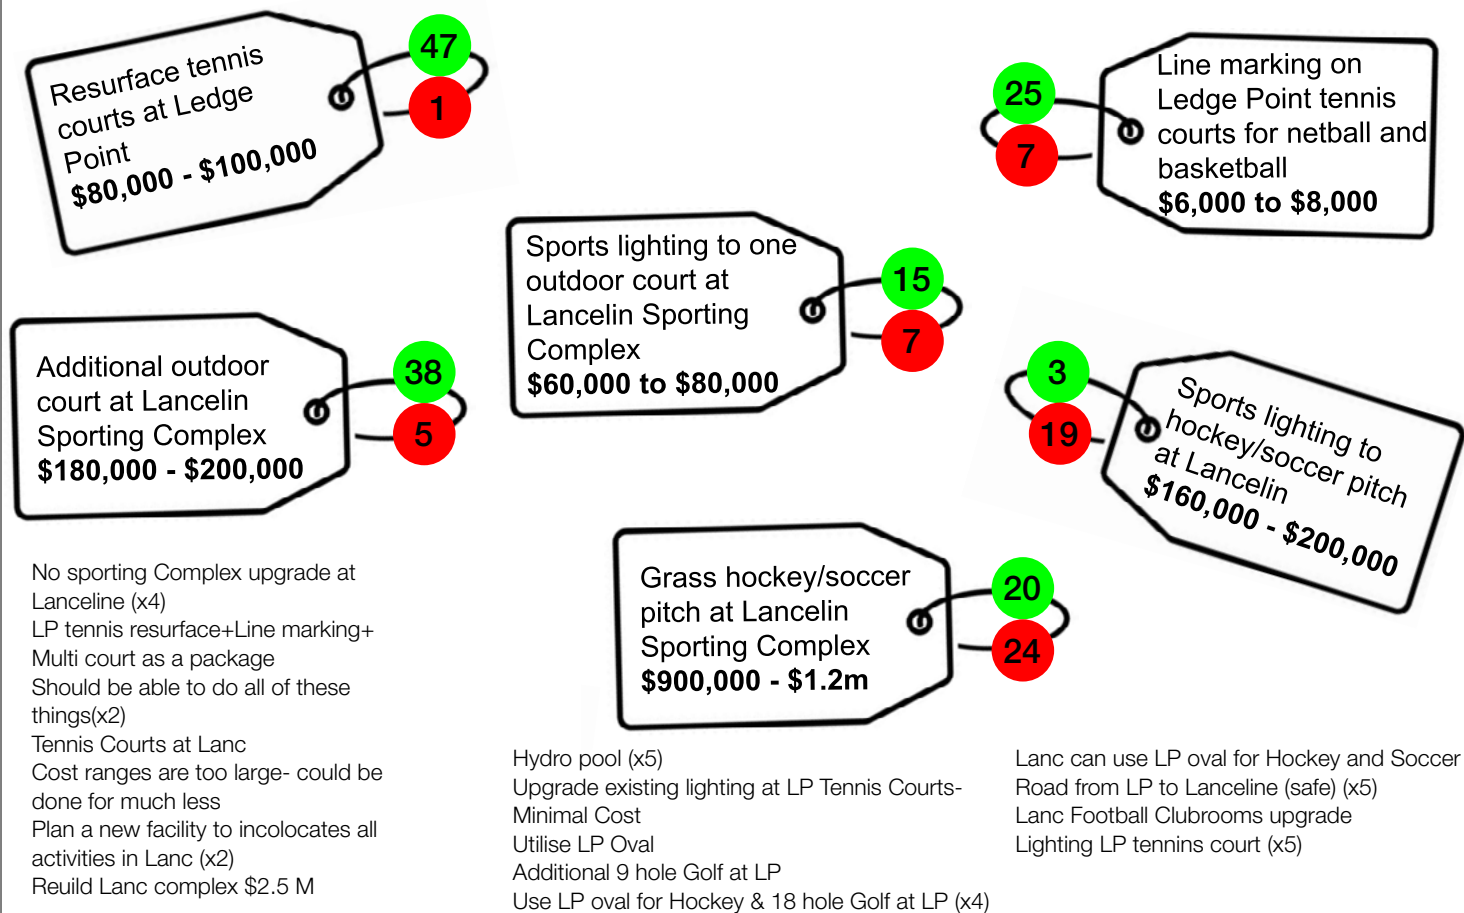 Resurface tennis
courts at Ledge
Point
$80,000 - $100,000
47
1
25
7
Line marking on
Ledge Point tennis
courts for netball and
basketball
$6,000 to $8,000
Sports lighting to one
outdoor court at
Lancelin Sporting
Complex
$60,000 to $80,000
15
7
Additional outdoor
court at Lancelin
Sporting Complex
$180,000 - $200,000
38
5
3
19
Sports lighting to
hockey/soccer pitch
at Lancelin
$160,000 - $200,000
Grass hockey/soccer
pitch at Lancelin
Sporting Complex
$900,000 - $1.2m
20
24
No sporting Complex upgrade at
Lanceline (x4)
LP tennis resurface+Line marking+
Multi court as a package
Should be able to do all of these
things(x2)
Tennis Courts at Lanc
Cost ranges are too large- could be
done for much less
Plan a new facility to incolocates all
activities in Lanc (x2)
Reuild Lanc complex $2.5 M
Hydro pool (x5)
Upgrade existing lighting at LP Tennis Courts-
Minimal Cost
Utilise LP Oval
Additional 9 hole Golf at LP
Use LP oval for Hockey & 18 hole Golf at LP (x4)
Lanc can use LP oval for Hockey and Soccer
Road from LP to Lanceline (safe) (x5)
Lanc Football Clubrooms upgrade
Lighting LP tennins court (x5)